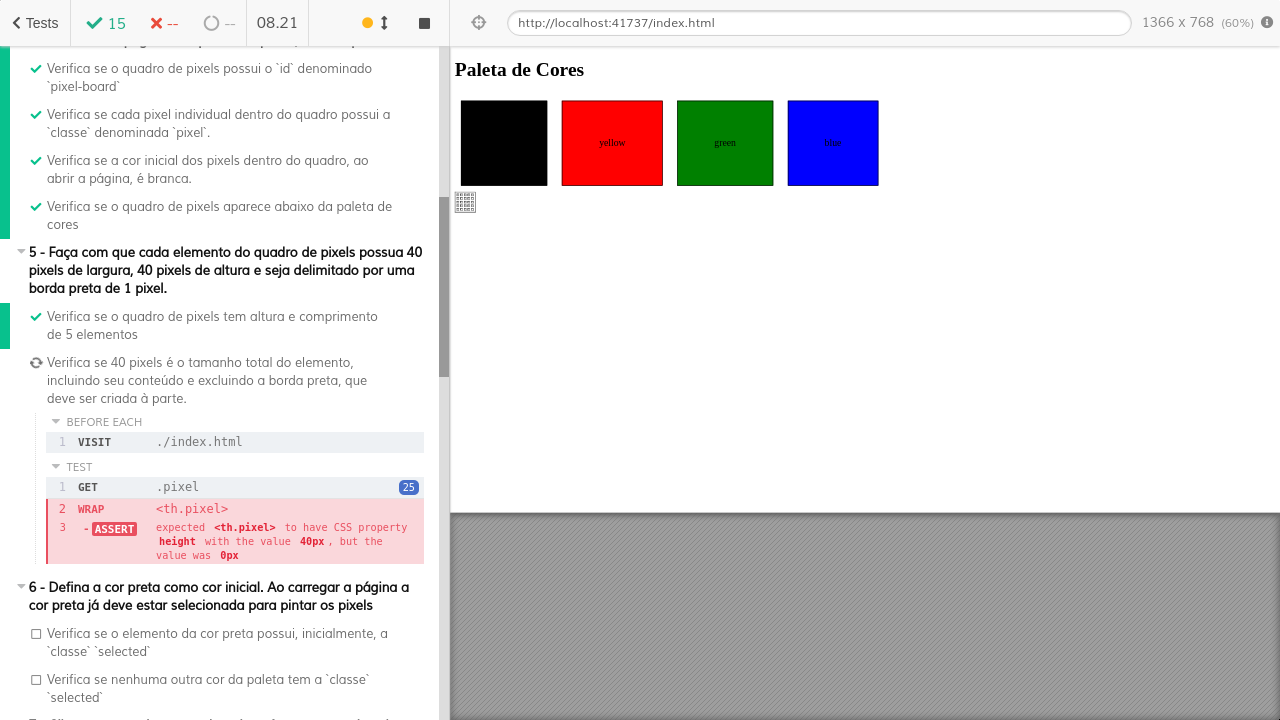 Tests
15
--
--
08.21
http://localhost:41737/index.html
1366 x 768 (60%)
Verifica se o quadro de pixels possui o `id` denominado
`pixel-board`
Verifica se cada pixel individual dentro do quadro possui a
`classe` denominada `pixel`.
Verifica se a cor inicial dos pixels dentro do quadro, ao
abrir a página, é branca.
Verifica se o quadro de pixels aparece abaixo da paleta de
cores
5 - Faça com que cada elemento do quadro de pixels possua 40
pixels de largura, 40 pixels de altura e seja delimitado por uma
borda preta de 1 pixel.
Verifica se o quadro de pixels tem altura e comprimento
de 5 elementos
Verifica se 40 pixels é o tamanho total do elemento,
incluindo seu conteúdo e excluindo a borda preta, que
deve ser criada à parte.
BEFORE EACH
1 VISIT ./index.html
TEST
1 GET .pixel 25
2 WRAP <th.pixel>
3 - ASSERT expected <th.pixel> to have CSS property
height with the value 40px , but the
value was 0px
6 - Defina a cor preta como cor inicial. Ao carregar a página a
cor preta já deve estar selecionada para pintar os pixels
Verifica se o elemento da cor preta possui, inicialmente, a
`classe` `selected`
Verifica se nenhuma outra cor da paleta tem a `classe`
`selected`
Paleta de Cores
yellow
green
blue